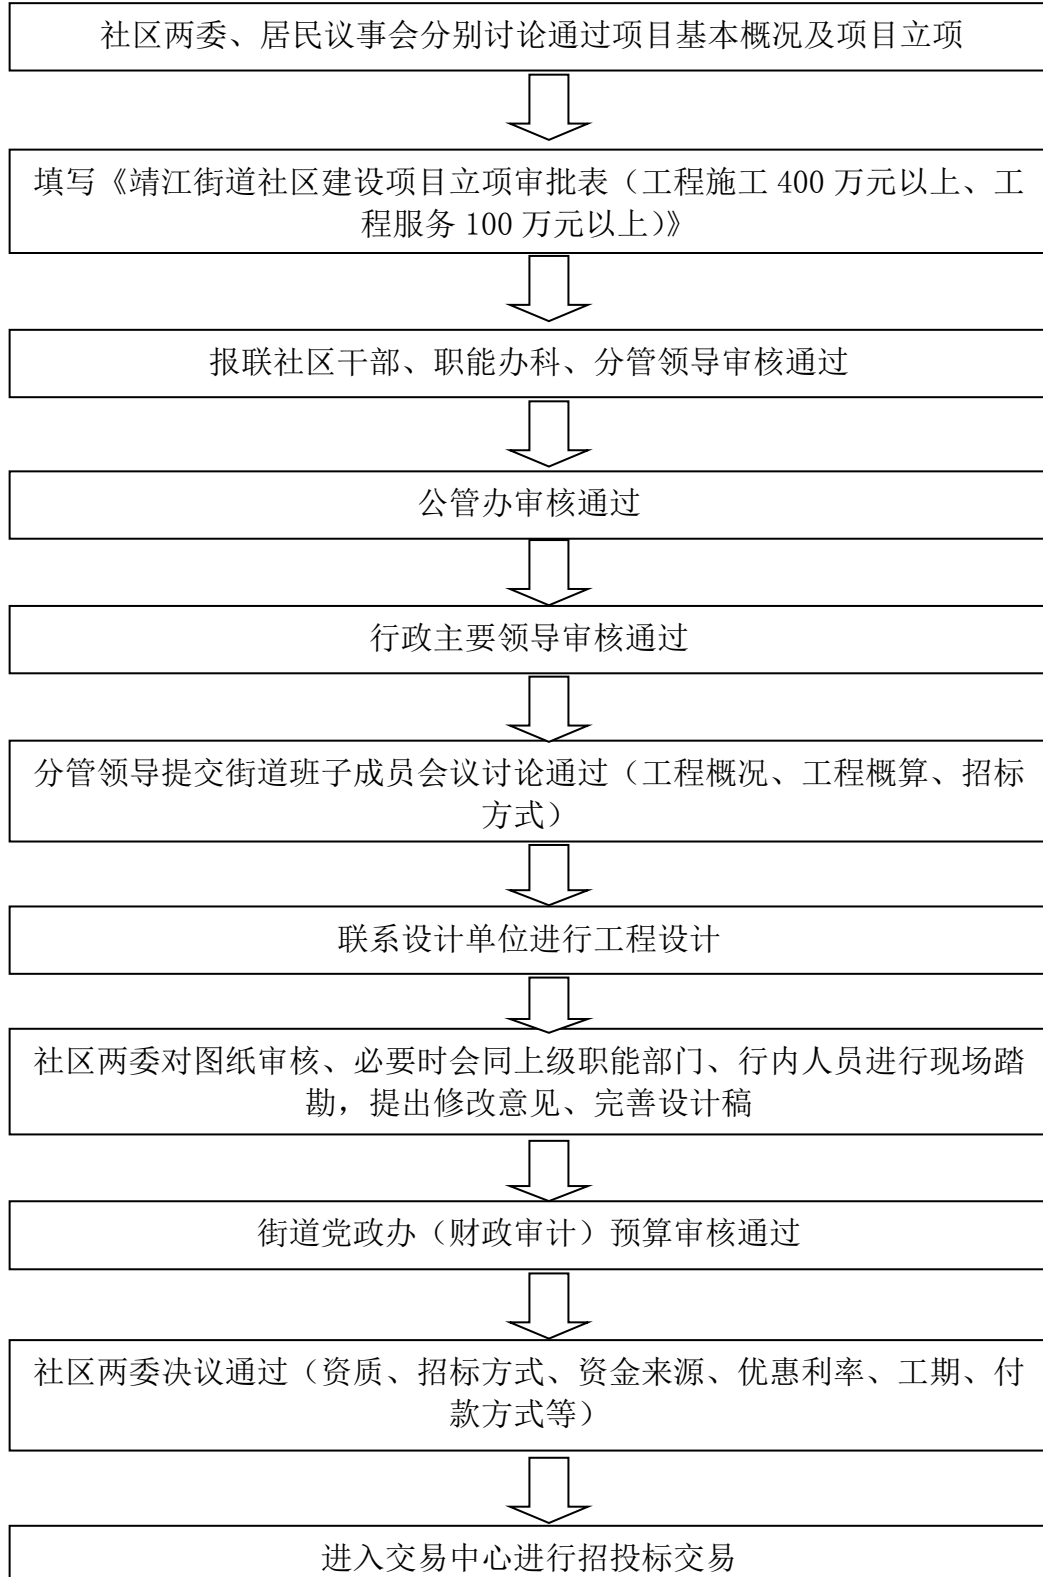 社区两委、居民议事会分别讨论通过项目基本概况及项目立项
填写《靖江街道社区建设项目立项审批表（工程施工 400 万元以上、工
程服务 100 万元以上）》
报联社区干部、职能办科、分管领导审核通过
公管办审核通过
行政主要领导审核通过
分管领导提交街道班子成员会议讨论通过（工程概况、工程概算、招标
方式）
联系设计单位进行工程设计
社区两委对图纸审核、必要时会同上级职能部门、行内人员进行现场踏
勘，提出修改意见、完善设计稿
街道党政办（财政审计）预算审核通过
社区两委决议通过（资质、招标方式、资金来源、优惠利率、工期、付
款方式等）
进入交易中心进行招投标交易